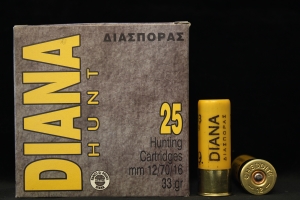 ΔΙΑΣΠΟΡΑΣ
DIANA
HUNT
25
Hunting
Cartridges
mm 12/70/16
33 gr
DIANA
ΔΙΑΣΠΟΡΑΣ